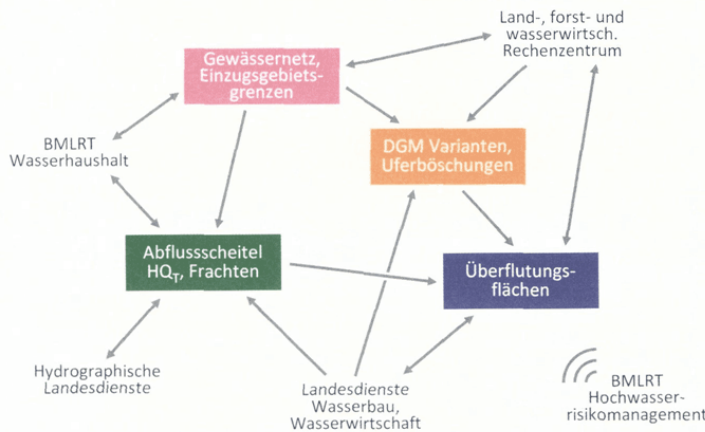 Land-, forst- und
wasserwirtsch.
Rechenzentrum
Gewässernetz,
Einzugsgebiets-
grenzen
BMLRT
Wasserhaushalt
DGM Varianten,
Uferböschungen
Abflussscheitel
HQT, Frachten
Überflutungs-
flächen
Hydrographische
Landesdienste
Landesdienste
Wasserbau,
Wasserwirtschaft
BMLRT
Hochwasser-
risikomanagement